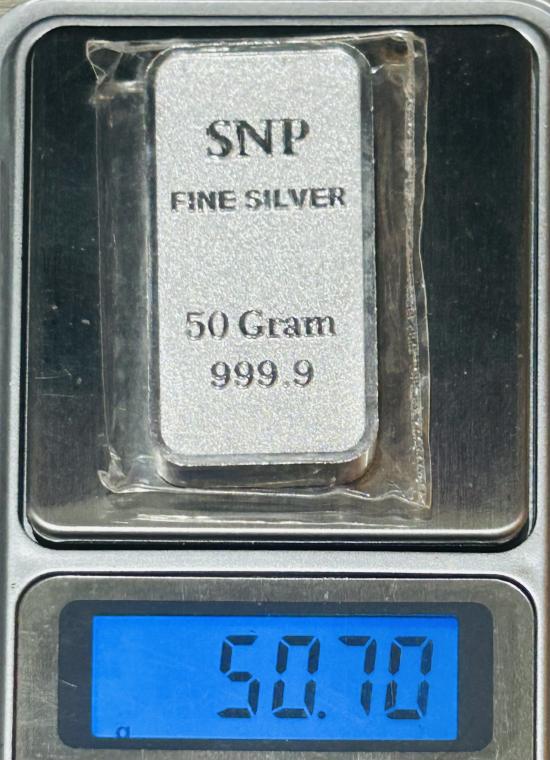 SNP
FINE SILVER
50 Gram
999.9
50.70
g